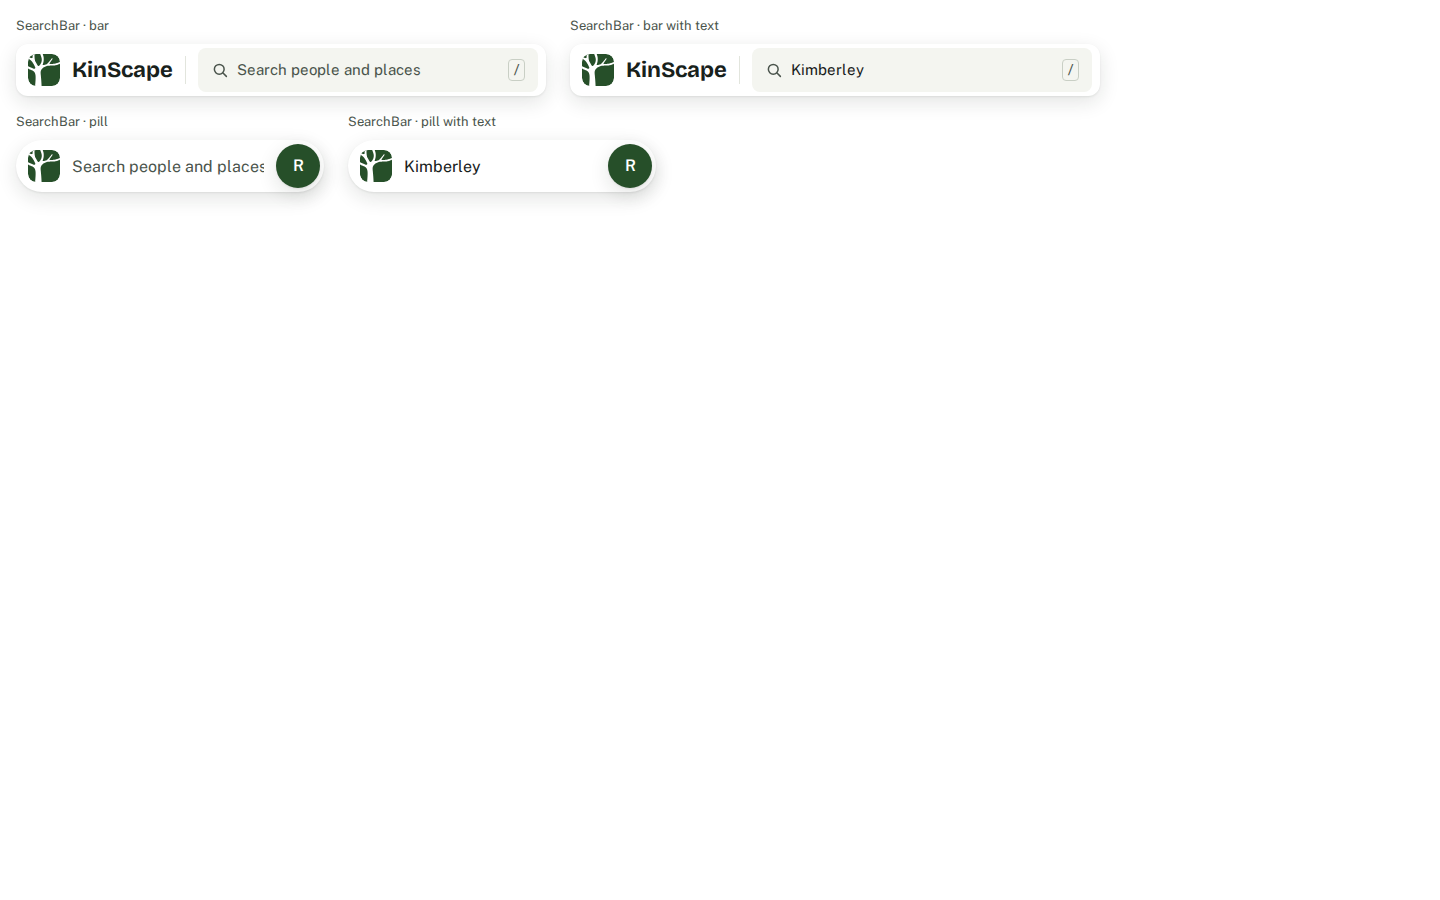 SearchBar · bar
SearchBar · bar with text
KinScape
Search people and places
/
KinScape
Kimberley
/
SearchBar · pill
SearchBar · pill with text
Search people and places
R
Kimberley
R